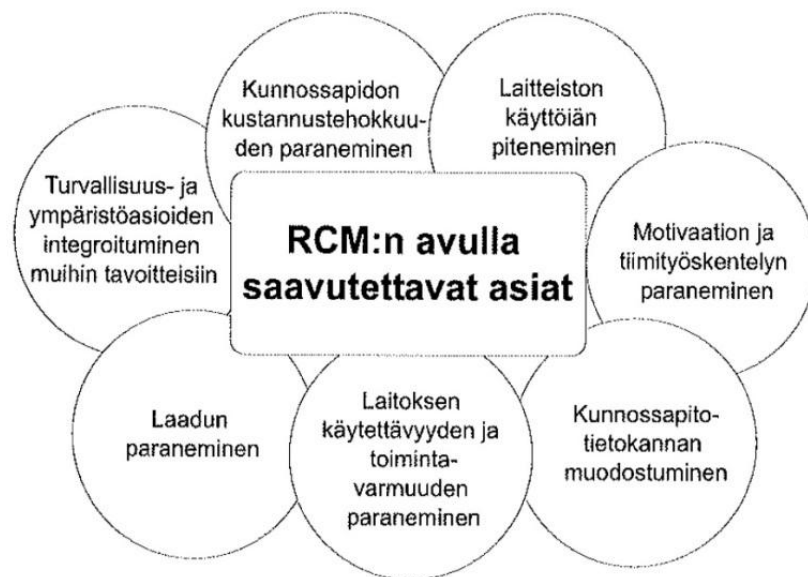 Kunnossapidon
kustannustehokkuu-
den paraneminen
Laitteiston
käyttöiän
piteneminen
Turvallisuus- ja
ympäristöasioiden
integroituminen
muihin tavoitteisiin
RCM:n avulla
saavutettavat asiat
Motivaation ja
tiimityöskentelyn
paraneminen
Laadun
paraneminen
Laitoksen
käytettävyyden ja
toiminta-
varmuuden
paraneminen
Kunnossapito-
tietokannan
muodostuminen